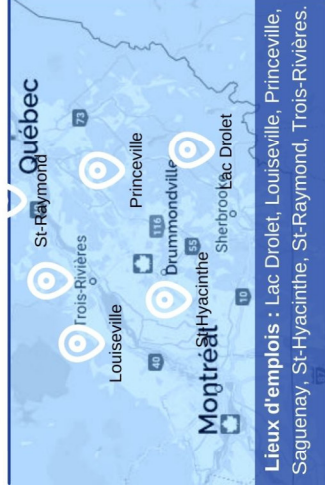 Québec
73
St-Raymond
Princeville
Trois-Rivières
116
Drummondville
Lac Drolet
Louiseville
55
Sherbrooke
St-Hyacinthe
40
10
Montréal
Lieux d'emplois : Lac Drolet, Louiseville, Princeville,
Saguenay, St-Hyacinthe, St-Raymond, Trois-Rivières.